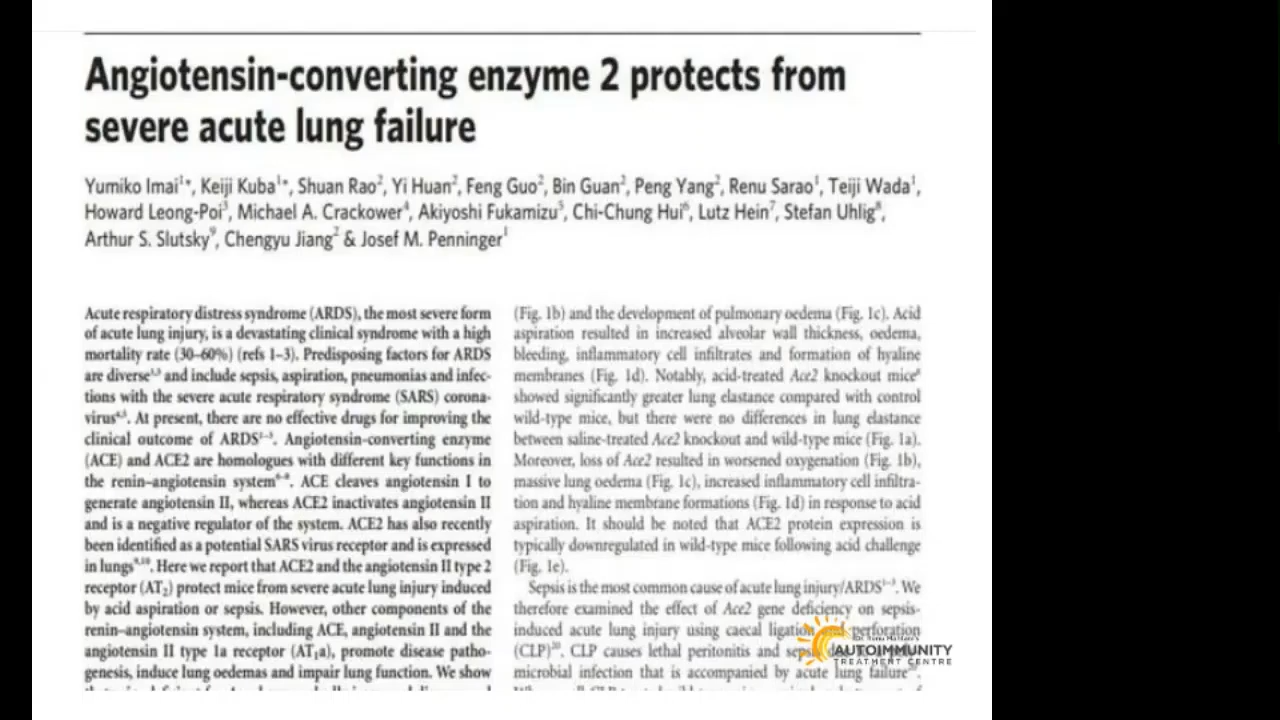 Angiotensin-converting enzyme 2 protects from
severe acute lung failure
Yumiko Imai¹*, Keiji Kuba¹*, Shuan Rao², Yi Huan², Feng Guo², Bin Guan², Peng Yang², Renu Sarao¹, Teiji Wada¹,
Howard Leong-Poi³, Michael A. Crackower⁴, Akiyoshi Fukamizu⁵, Chi-Chung Hui⁶, Lutz Hein⁷, Stefan Uhlig⁸,
Arthur S. Slutsky⁹, Chengyu Jiang² & Josef M. Penninger¹
Acute respiratory distress syndrome (ARDS), the most severe form
of acute lung injury, is a devastating clinical syndrome with a high
mortality rate (30–60%) (refs 1–3). Predisposing factors for ARDS
are diverse¹,³ and include sepsis, aspiration, pneumonias and infec-
tions with the severe acute respiratory syndrome (SARS) corona-
virus⁴,⁵. At present, there are no effective drugs for improving the
clinical outcome of ARDS¹⁻³. Angiotensin-converting enzyme
(ACE) and ACE2 are homologues with different key functions in
the renin–angiotensin system⁶⁻⁸. ACE cleaves angiotensin I to
generate angiotensin II, whereas ACE2 inactivates angiotensin II
and is a negative regulator of the system. ACE2 has also recently
been identified as a potential SARS virus receptor and is expressed
in lungs⁹,¹⁰. Here we report that ACE2 and the angiotensin II type 2
receptor (AT₂) protect mice from severe acute lung injury induced
by acid aspiration or sepsis. However, other components of the
renin–angiotensin system, including ACE, angiotensin II and the
angiotensin II type 1a receptor (AT₁a), promote disease patho-
genesis, induce lung oedemas and impair lung function. We show
(Fig. 1b) and the development of pulmonary oedema (Fig. 1c). Acid
aspiration resulted in increased alveolar wall thickness, oedema,
bleeding, inflammatory cell infiltrates and formation of hyaline
membranes (Fig. 1d). Notably, acid-treated Ace2 knockout mice⁸
showed significantly greater lung elastance compared with control
wild-type mice, but there were no differences in lung elastance
between saline-treated Ace2 knockout and wild-type mice (Fig. 1a).
Moreover, loss of Ace2 resulted in worsened oxygenation (Fig. 1b),
massive lung oedema (Fig. 1c), increased inflammatory cell infiltra-
tion and hyaline membrane formations (Fig. 1d) in response to acid
aspiration. It should be noted that ACE2 protein expression is
typically downregulated in wild-type mice following acid challenge
(Fig. 1e).
Sepsis is the most common cause of acute lung injury/ARDS¹⁻³. We
therefore examined the effect of Ace2 gene deficiency on sepsis-
induced acute lung injury using caecal ligation and perforation
(CLP)²⁰. CLP causes lethal peritonitis and
microbial infection that is accompanied by acute lung failure
AUTOIMMUNITY
TREATMENT CENTRE